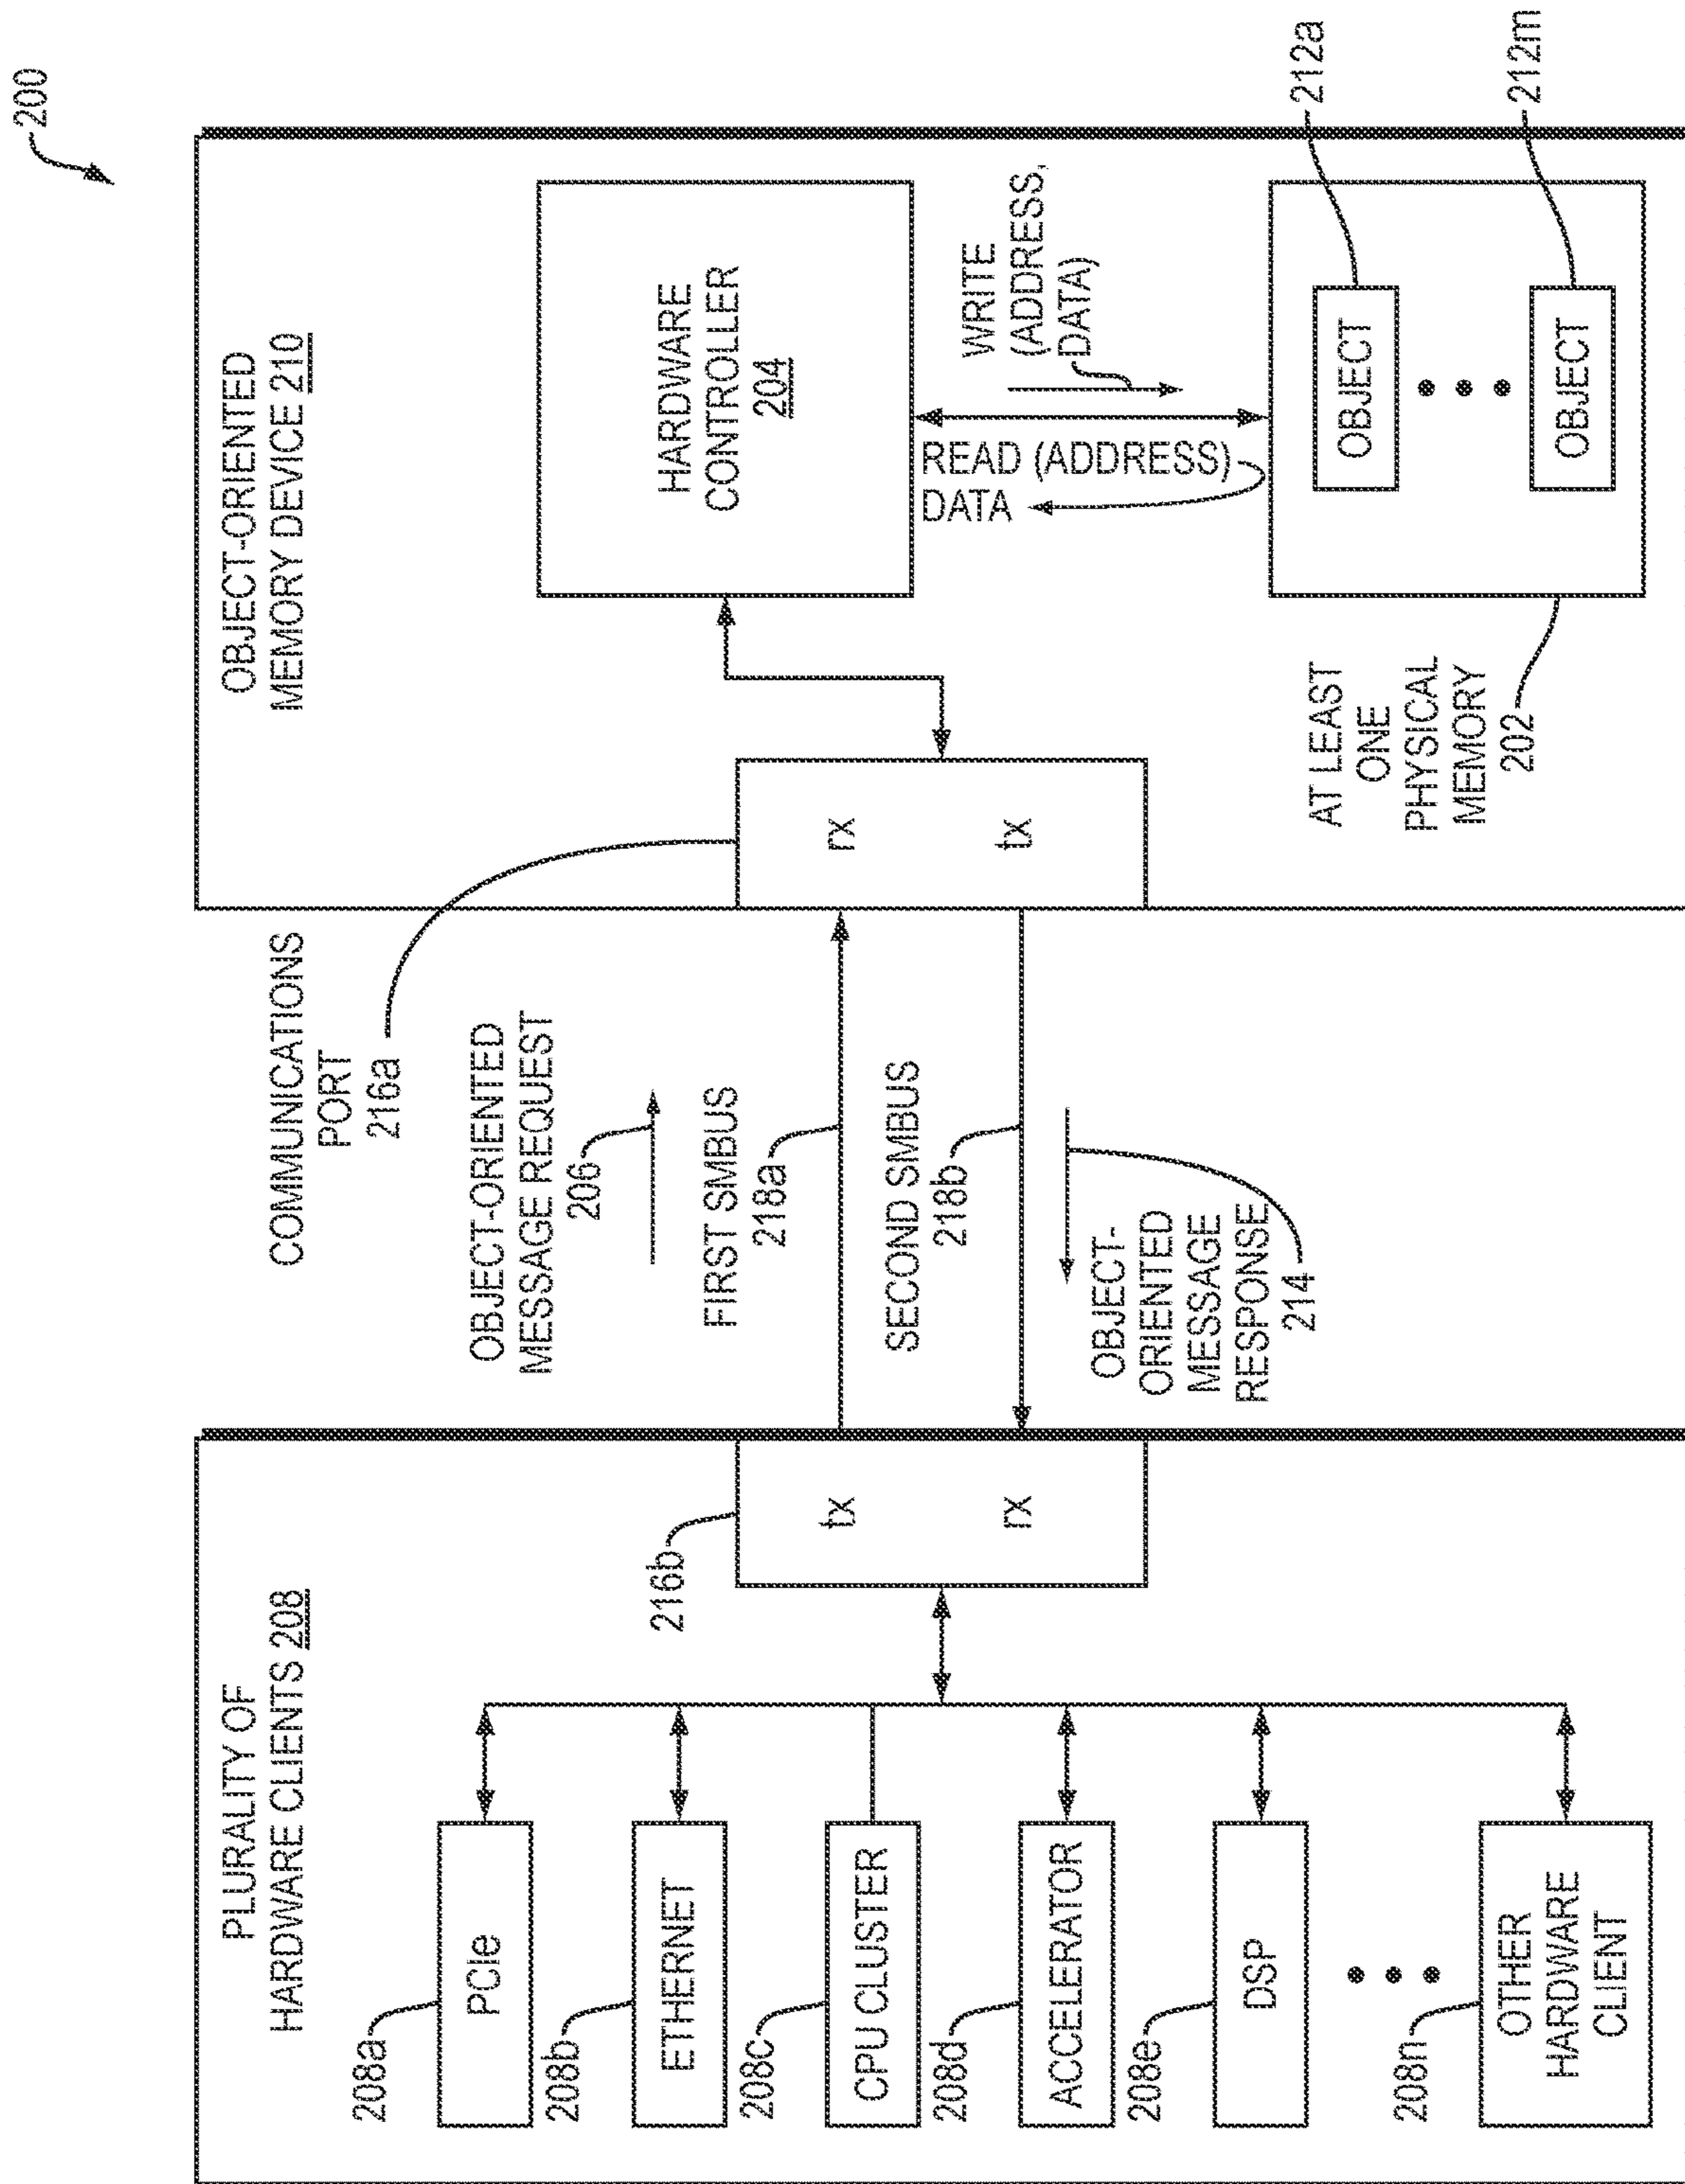 200
PLURALITY OF
HARDWARE CLIENTS 208
208a
PCIe
208b
ETHERNET
208c
CPU CLUSTER
208d
ACCELERATOR
208e
DSP
208n
OTHER
HARDWARE
CLIENT
216b
tx
rx
COMMUNICATIONS
PORT
216a
OBJECT-ORIENTED
MESSAGE REQUEST
206
FIRST SMBUS
218a
SECOND SMBUS
218b
OBJECT-
ORIENTED
MESSAGE
RESPONSE
214
OBJECT-ORIENTED
MEMORY DEVICE 210
rx
tx
HARDWARE
CONTROLLER
204
WRITE
(ADDRESS,
DATA)
READ (ADDRESS)
DATA
AT LEAST
ONE
PHYSICAL
MEMORY
202
OBJECT
212a
OBJECT
212m